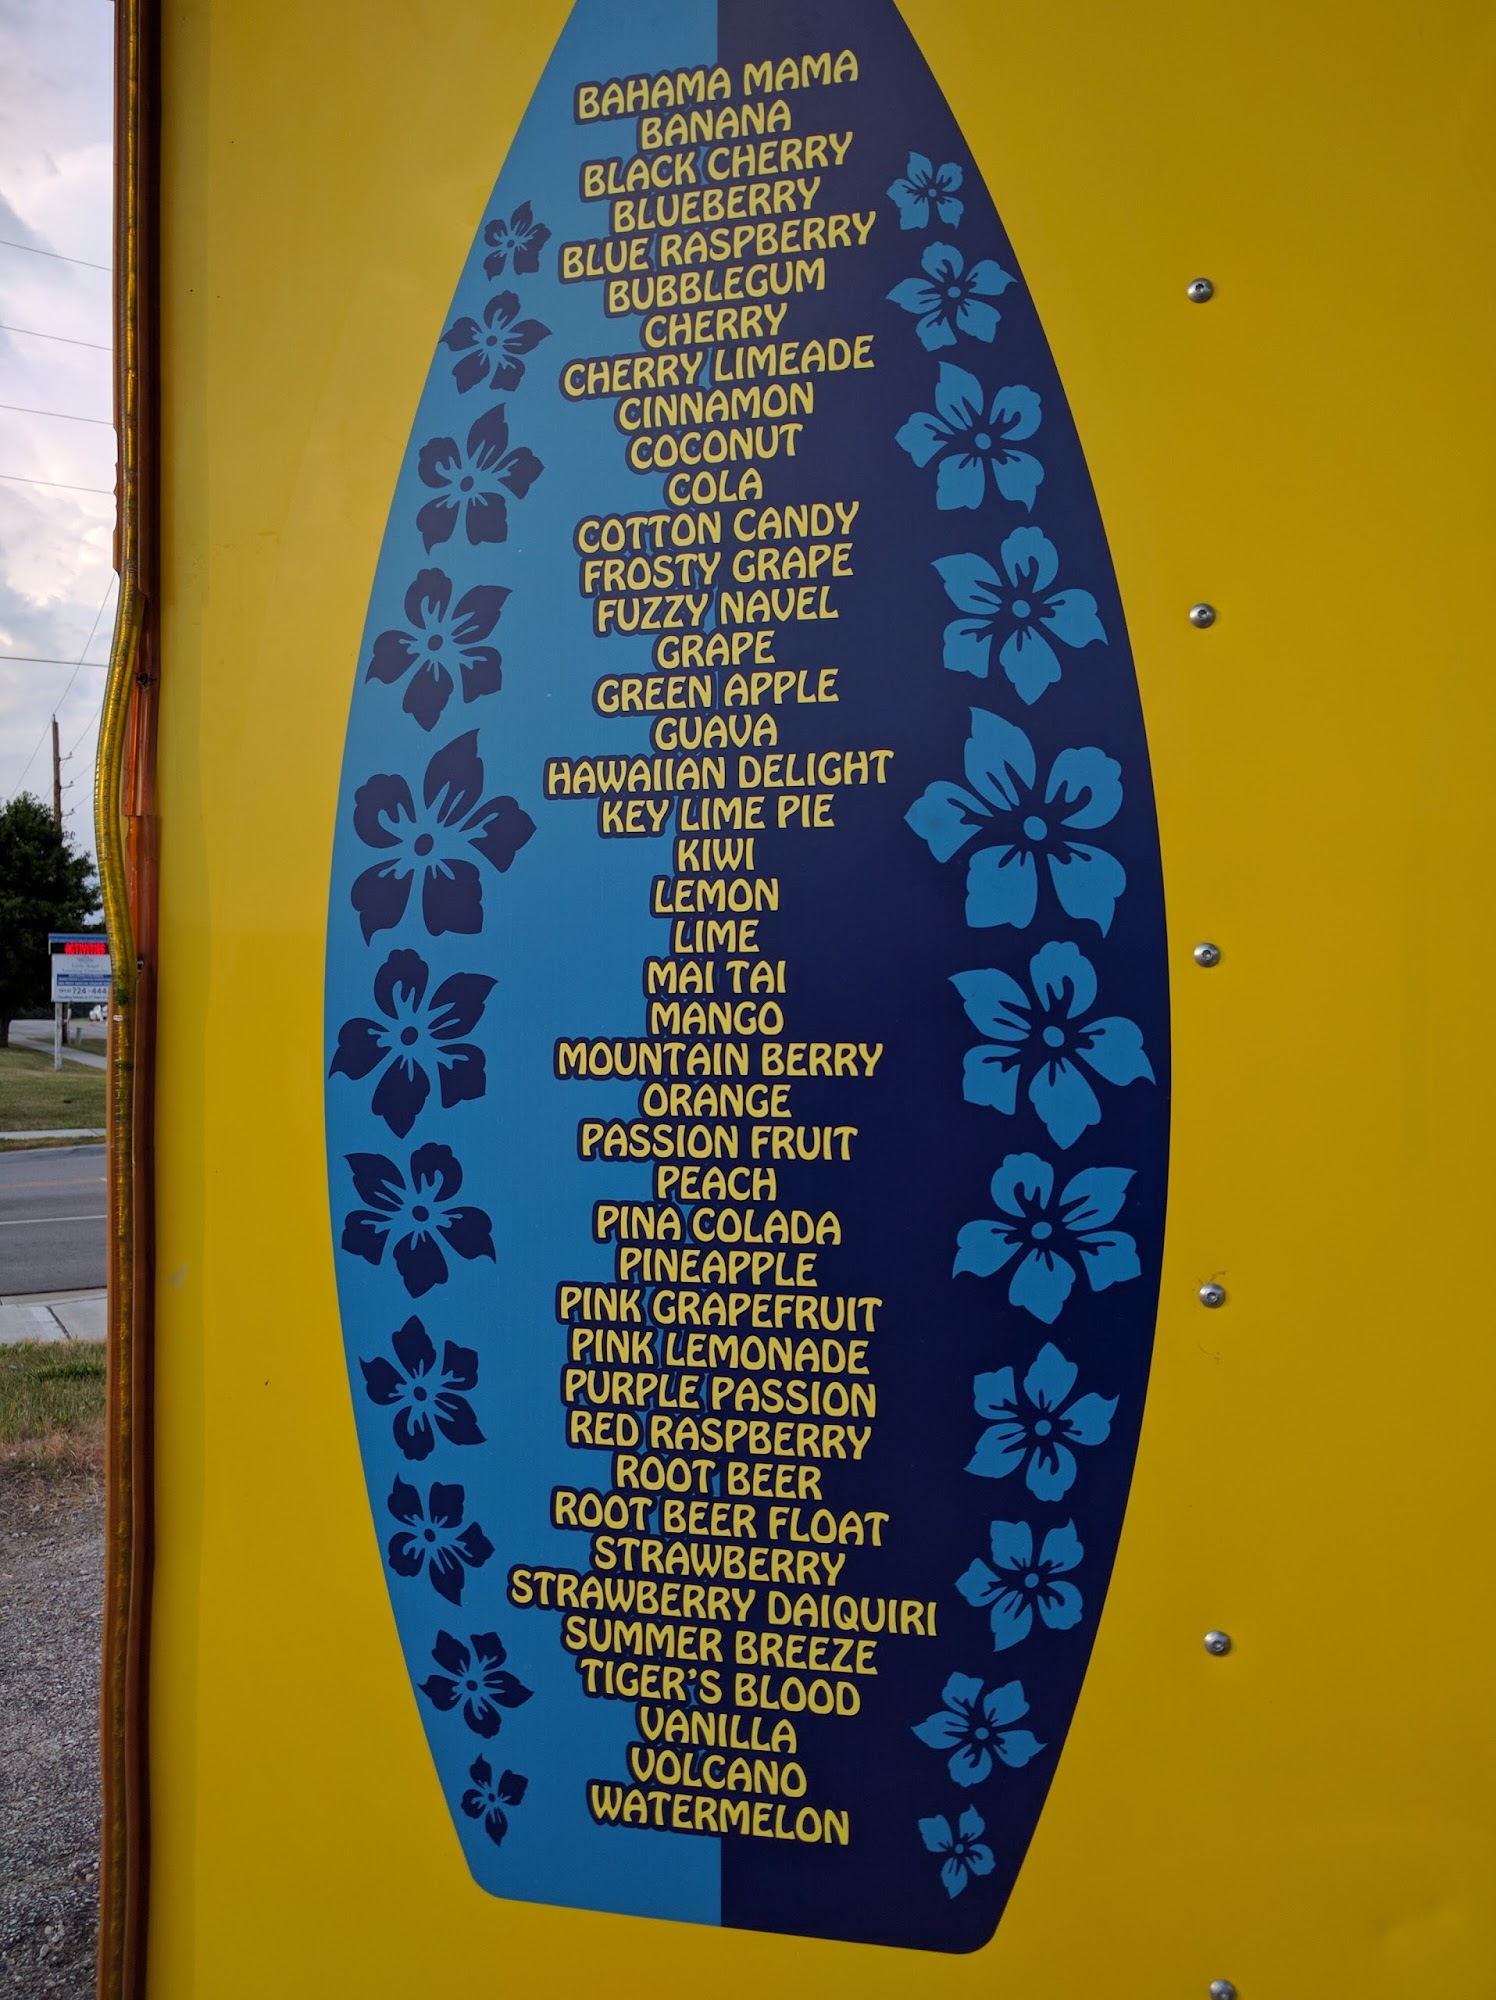 BAHAMA MAMA
BANANA
BLACK CHERRY
BLUEBERRY
BLUE RASPBERRY
BUBBLEGUM
CHERRY
CHERRY LIMEADE
CINNAMON
COCONUT
COLA
COTTON CANDY
FROSTY GRAPE
FUZZY NAVEL
GRAPE
GREEN APPLE
GUAVA
HAWAIIAN DELIGHT
KEY LIME PIE
KIWI
LEMON
LIME
MAI TAI
MANGO
MOUNTAIN BERRY
ORANGE
PASSION FRUIT
PEACH
PINA COLADA
PINEAPPLE
PINK GRAPEFRUIT
PINK LEMONADE
PURPLE PASSION
RED RASPBERRY
ROOT BEER
ROOT BEER FLOAT
STRAWBERRY
STRAWBERRY DAIQUIRI
SUMMER BREEZE
TIGER'S BLOOD
VANILLA
VOLCANO
WATERMELON
ACTIVITIES
724-444